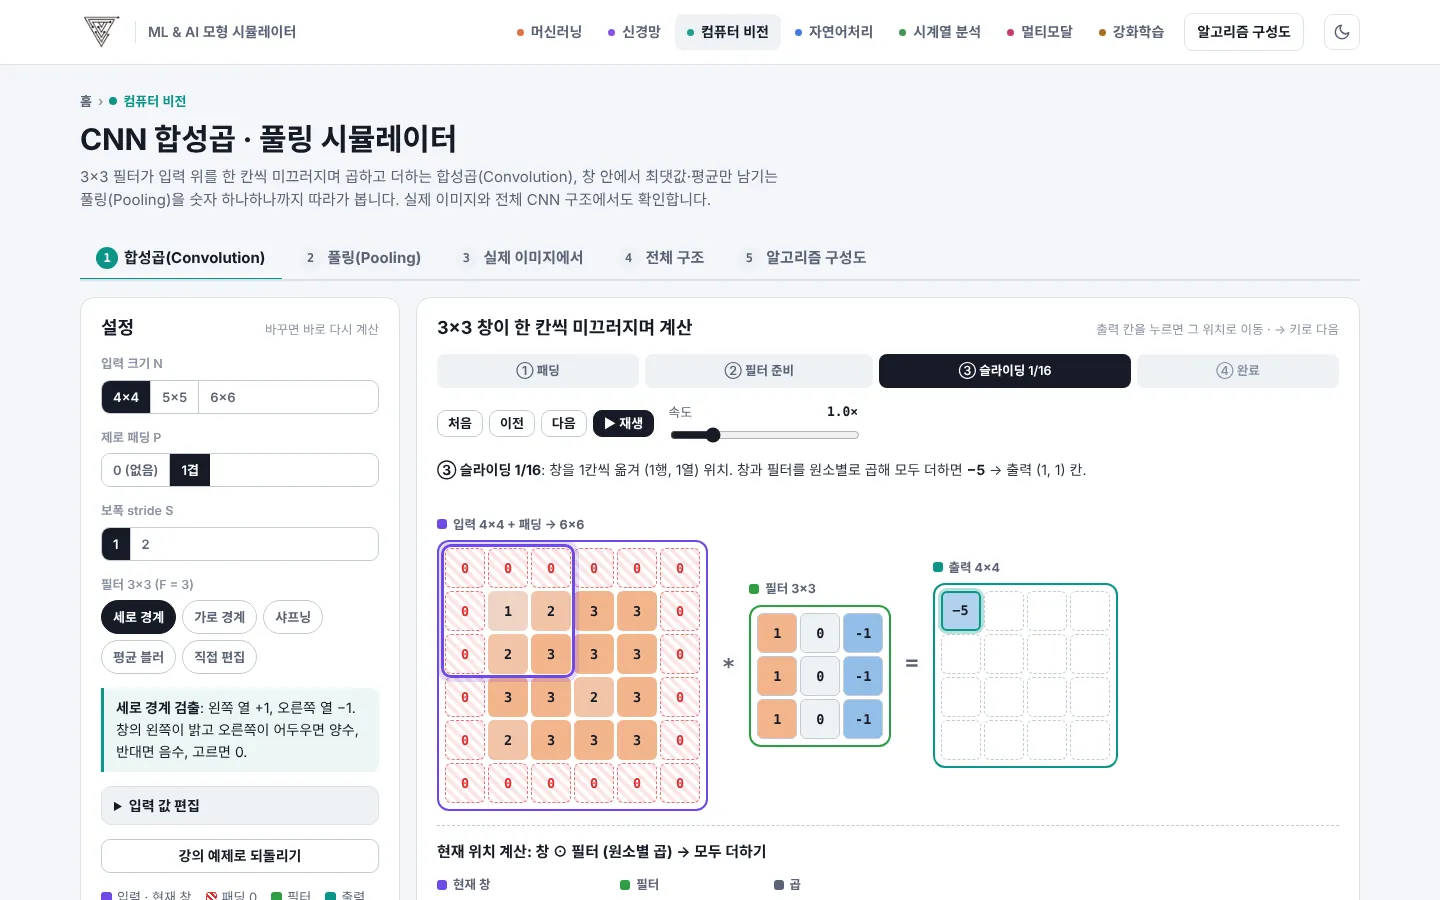 ML & AI 모형 시뮬레이터
머신러닝
신경망
컴퓨터 비전
자연어처리
시계열 분석
멀티모달
강화학습
알고리즘 구성도
홈 › 컴퓨터 비전
CNN 합성곱 · 풀링 시뮬레이터
3×3 필터가 입력 위를 한 칸씩 미끄러지며 곱하고 더하는 합성곱(Convolution), 창 안에서 최댓값·평균만 남기는
풀링(Pooling)을 숫자 하나하나까지 따라가 봅니다. 실제 이미지와 전체 CNN 구조에서도 확인합니다.
1 합성곱(Convolution)
2 풀링(Pooling)
3 실제 이미지에서
4 전체 구조
5 알고리즘 구성도
설정
바꾸면 바로 다시 계산
입력 크기 N
4×4 5×5 6×6
제로 패딩 P
0 (없음) 1겹
보폭 stride S
1 2
필터 3×3 (F = 3)
세로 경계 가로 경계 샤프닝
평균 블러 직접 편집
세로 경계 검출: 왼쪽 열 +1, 오른쪽 열 −1.
창의 왼쪽이 밝고 오른쪽이 어두우면 양수,
반대면 음수, 고르면 0.
▶ 입력 값 편집
강의 예제로 되돌리기
입력 · 현재 창 패딩 0 필터 출력
3×3 창이 한 칸씩 미끄러지며 계산
출력 칸을 누르면 그 위치로 이동 · → 키로 다음
① 패딩
② 필터 준비
③ 슬라이딩 1/16
④ 완료
처음 이전 다음 ▶ 재생
속도 1.0×
③ 슬라이딩 1/16: 창을 1칸씩 옮겨 (1행, 1열) 위치. 창과 필터를 원소별로 곱해 모두 더하면 −5 → 출력 (1, 1) 칸.
입력 4×4 + 패딩 → 6×6
0 0 0 0 0 0
0 1 2 3 3 0
0 2 3 3 3 0
0 3 3 2 3 0
0 2 3 3 3 0
0 0 0 0 0 0
*
필터 3×3
1 0 -1
1 0 -1
1 0 -1
=
출력 4×4
−5
현재 위치 계산: 창 ⊙ 필터 (원소별 곱) → 모두 더하기
현재 창
필터
곱